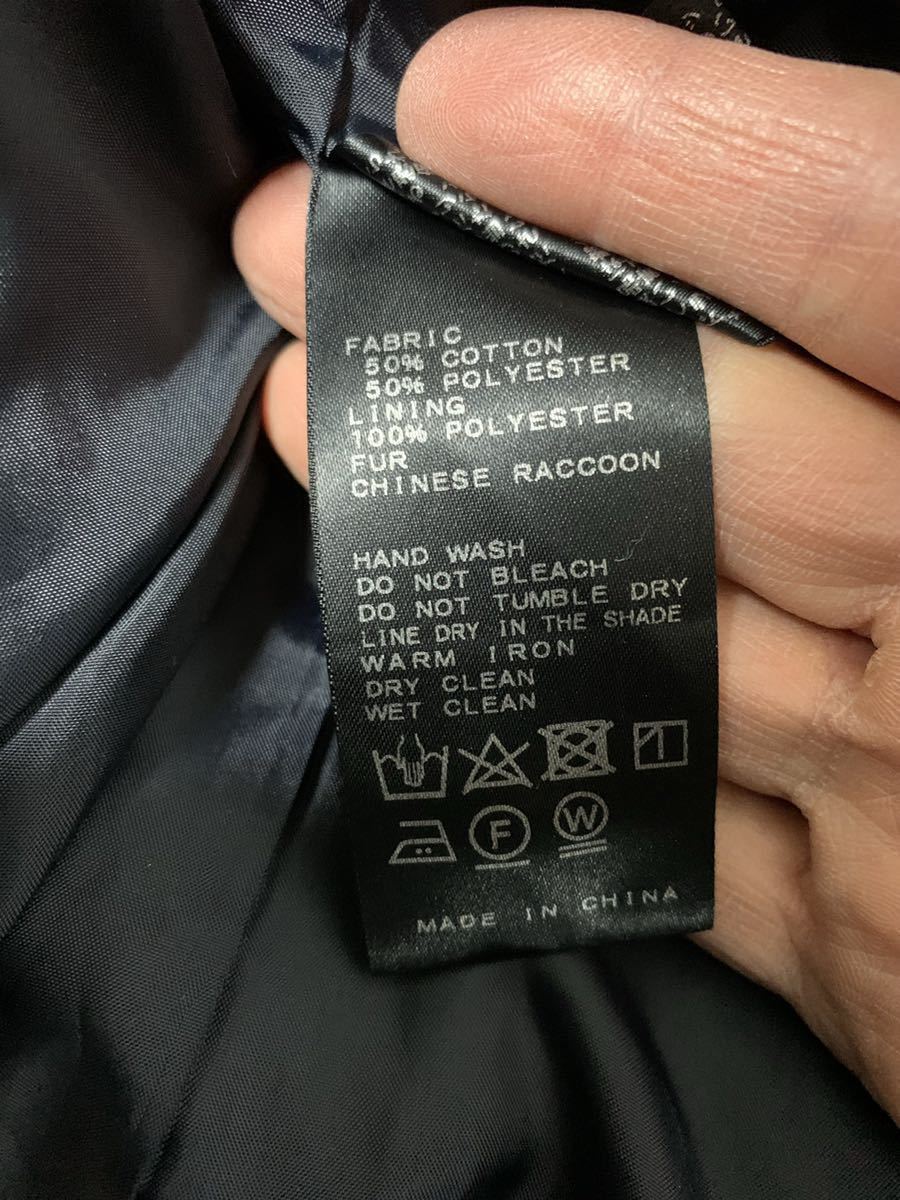 FABRIC
50% COTTON
50% POLYESTER
LINING
100% POLYESTER
FUR
CHINESE RACCOON
HAND WASH
DO NOT BLEACH
DO NOT TUMBLE DRY
LINE DRY IN THE SHADE
WARM IRON
DRY CLEAN
WET CLEAN
F W
MADE IN CHINA